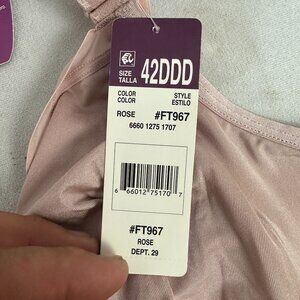 SIZE
TALLA
42DDD
COLOR STYLE
COLOR ESTILO
ROSE #FT967
6660 1275 1707
6 66012 75170 7
#FT967
ROSE
DEPT. 29